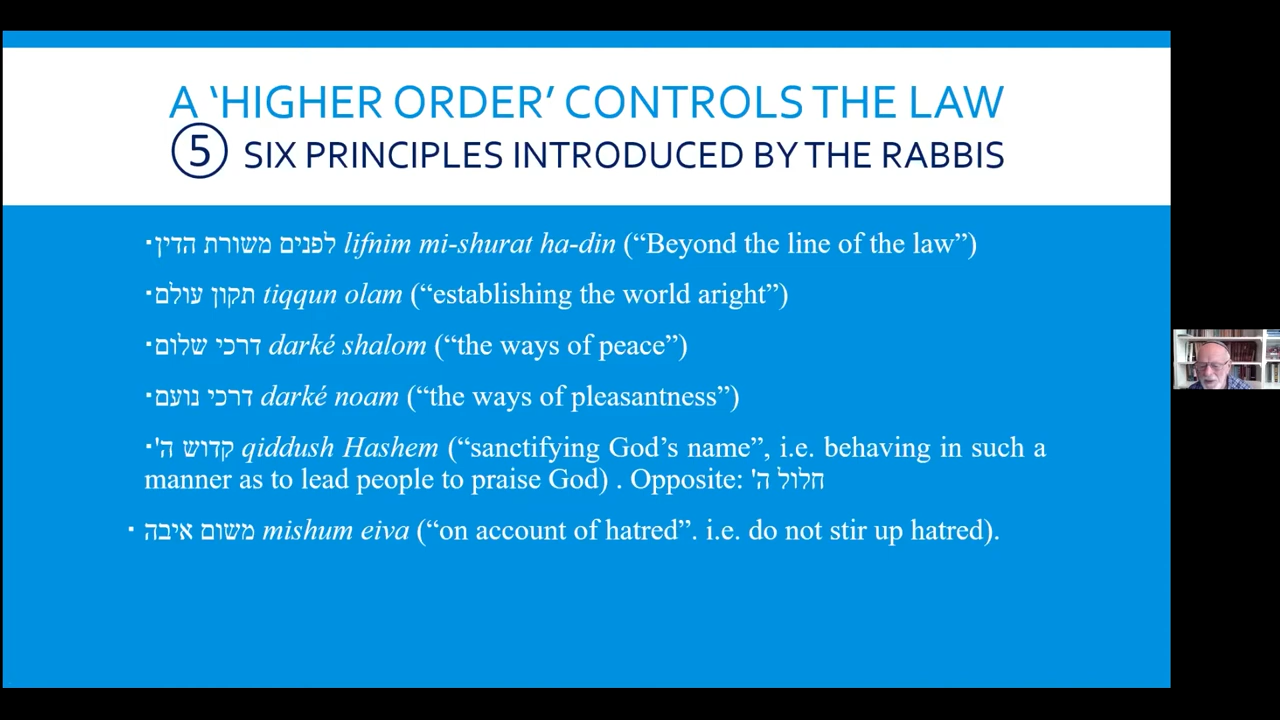 A ‘HIGHER ORDER’ CONTROLS THE LAW
⑤ SIX PRINCIPLES INTRODUCED BY THE RABBIS
▪לפנים משורת הדין lifnim mi-shurat ha-din (“Beyond the line of the law”)
▪תקון עולם tiqqun olam (“establishing the world aright”)
▪דרכי שלום darké shalom (“the ways of peace”)
▪דרכי נועם darké noam (“the ways of pleasantness”)
▪קדוש ה' qiddush Hashem (“sanctifying God’s name”, i.e. behaving in such a
manner as to lead people to praise God) . Opposite: חלול ה'
▪ משום איבה mishum eiva (“on account of hatred”. i.e. do not stir up hatred).